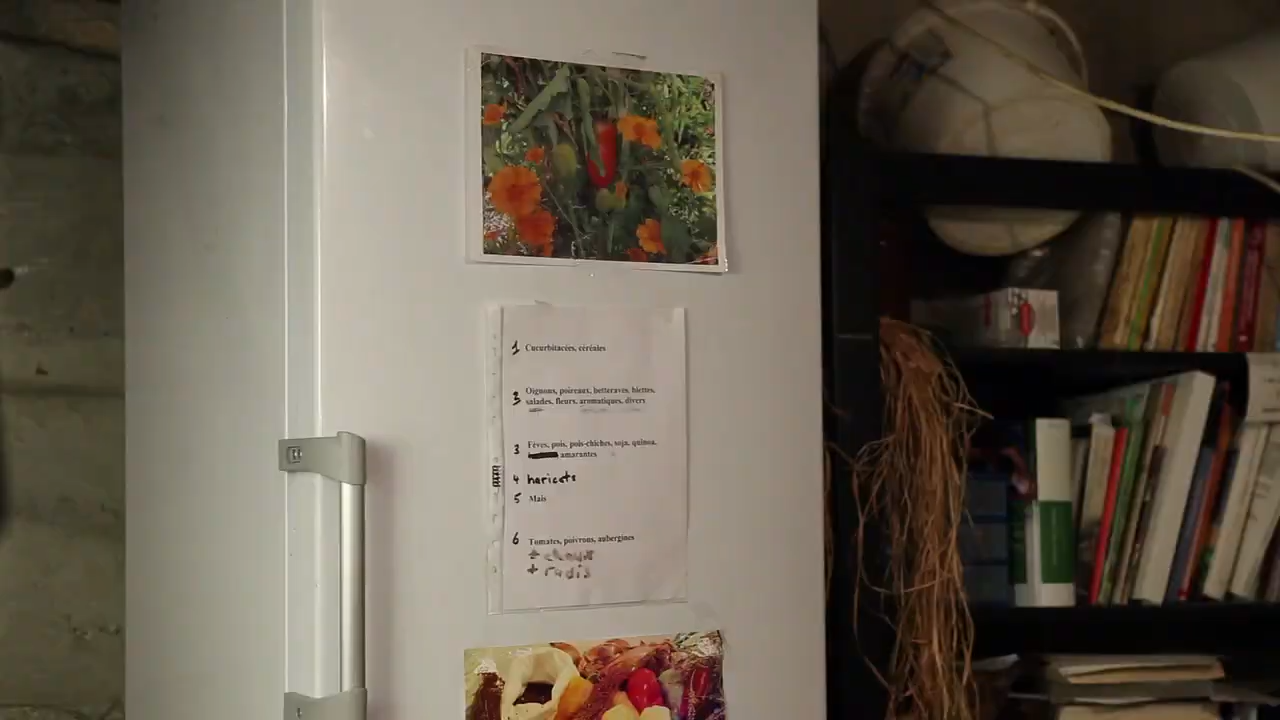 1 Cucurbitacées, céréales
3 Oignons, poireaux, betteraves, blettes,
salades, fleurs, aromatiques, divers
3 Fèves, pois, pois-chiches, soja, quinoa,
amarantes
4 haricots
5 Maïs
6 Tomates, poivrons, aubergines
+ choux
+ radis